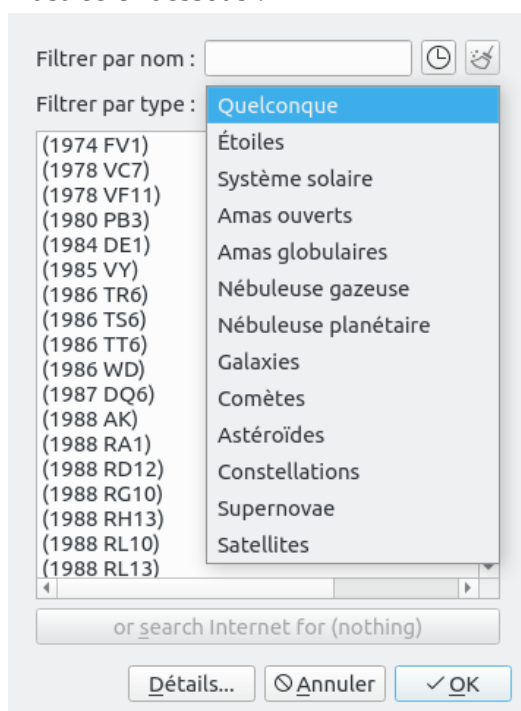 Filtrer par nom :
Filtrer par type :
Quelconque
Étoiles
Système solaire
Amas ouverts
Amas globulaires
Nébuleuse gazeuse
Nébuleuse planétaire
Galaxies
Comètes
Astéroïdes
Constellations
Supernovae
Satellites
(1974 FV1)
(1978 VC7)
(1978 VF11)
(1980 PB3)
(1984 DE1)
(1985 VY)
(1986 TR6)
(1986 TS6)
(1986 TT6)
(1986 WD)
(1987 DQ6)
(1988 AK)
(1988 RA1)
(1988 RD12)
(1988 RG10)
(1988 RH13)
(1988 RL10)
(1988 RL13)
or search Internet for (nothing)
Détails... Annuler OK